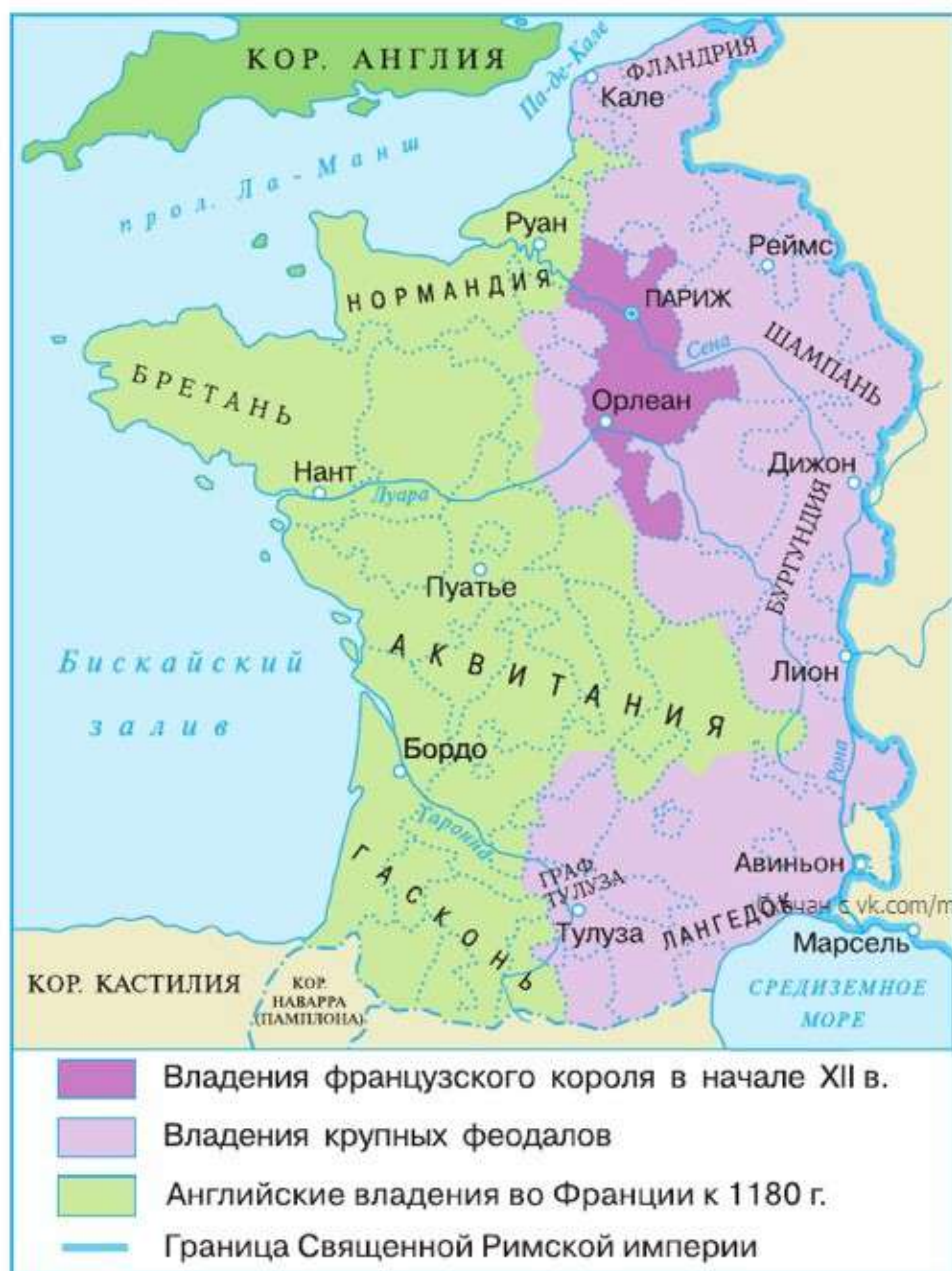 КОР. АНГЛИЯ
Па-де-Кале
ФЛАНДРИЯ
Кале
прол. Ла-Манш
Руан
Реймс
НОРМАНДИЯ
ПАРИЖ
Сена
ШАМПАНЬ
БРЕТАНЬ
Орлеан
Нант
Луара
Дижон
БУРГУНДИЯ
Пуатье
АКВИТАНИЯ
Бискайский
залив
Лион
Бордо
Рона
Гаронна
ГАСКОНЬ
ГРАФ.
ТУЛУЗА
Авиньон
Тулуза
ЛАНГЕДОК
с vk.com/m
Марсель
КОР. КАСТИЛИЯ
КОР.
НАВАРРА
(ПАМПЛОНА)
СРЕДИЗЕМНОЕ
МОРЕ
Владения французского короля в начале XII в.
Владения крупных феодалов
Английские владения во Франции к 1180 г.
Граница Священной Римской империи